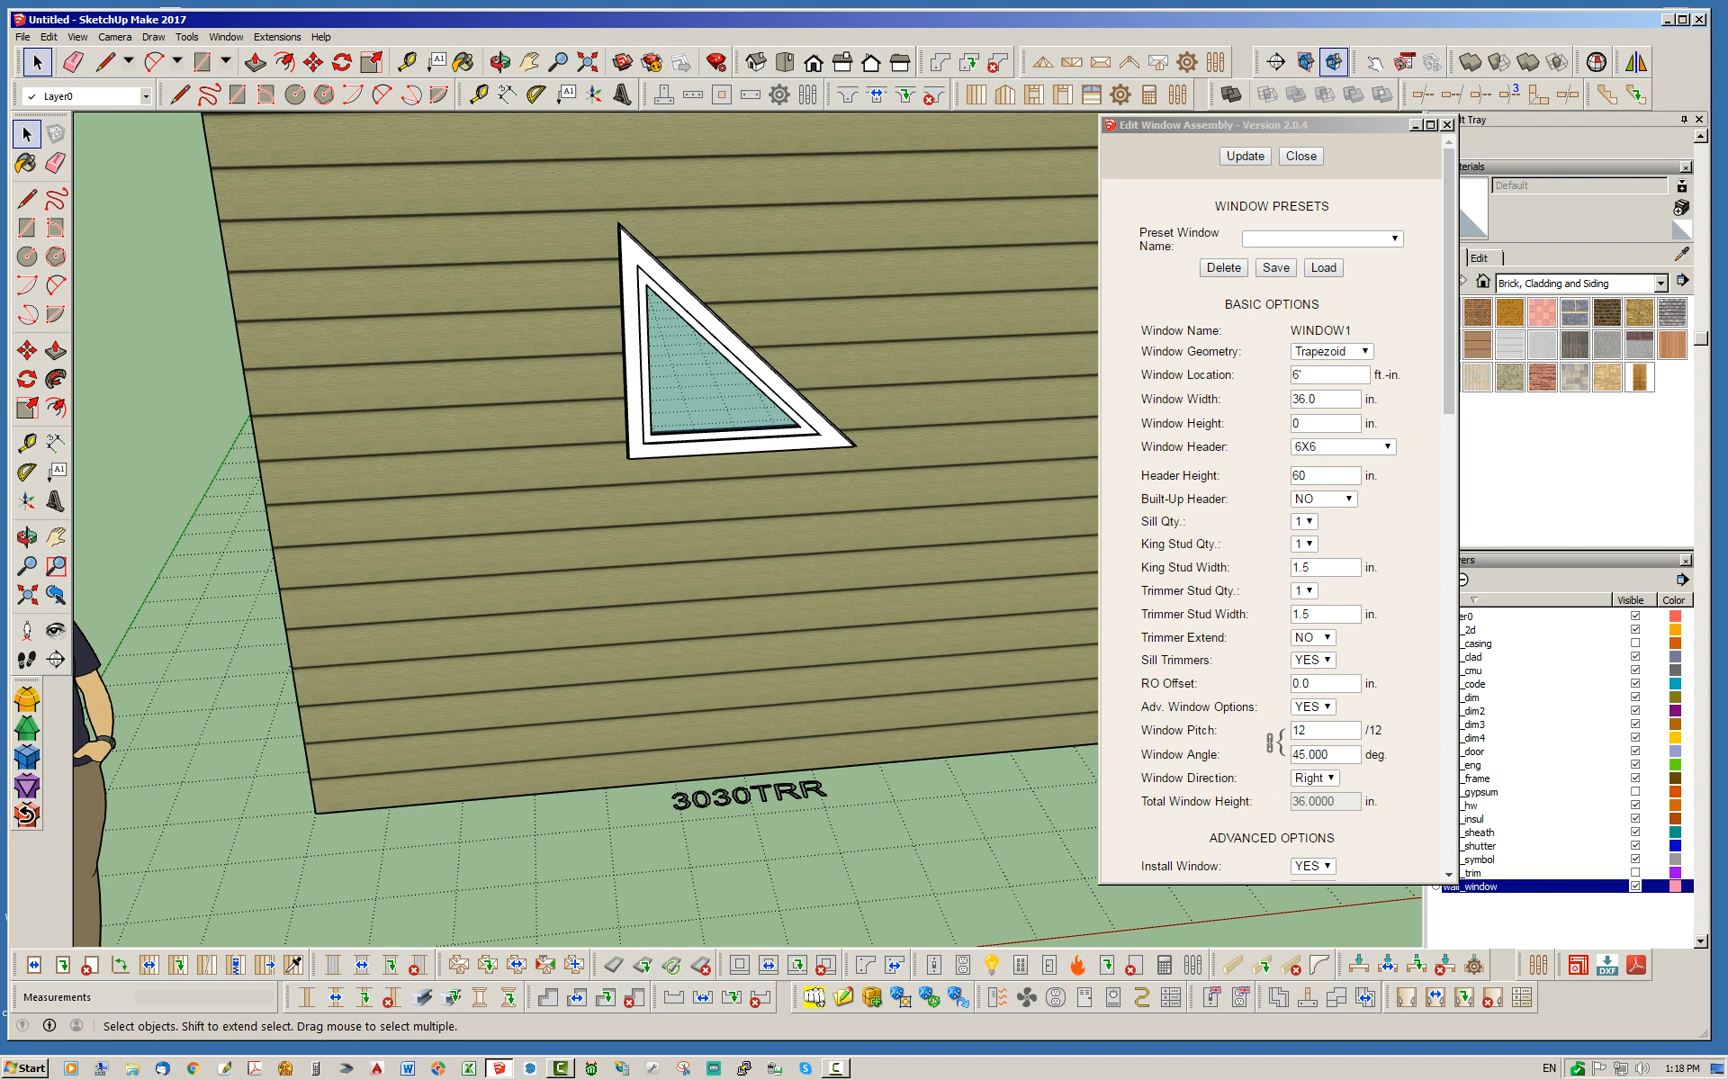 Untitled - SketchUp Make 2017
File Edit View Camera Draw Tools Window Extensions Help
Layer0
Edit Window Assembly - Version 2.0.4
Update Close
WINDOW PRESETS
Preset Window Name:
Delete Save Load
BASIC OPTIONS
Window Name: WINDOW1
Window Geometry: Trapezoid
Window Location: 6' ft.-in.
Window Width: 36.0 in.
Window Height: 0 in.
Window Header: 6X6
Header Height: 60 in.
Built-Up Header: NO
Sill Qty.: 1
King Stud Qty.: 1
King Stud Width: 1.5 in.
Trimmer Stud Qty.: 1
Trimmer Stud Width: 1.5 in.
Trimmer Extend: NO
Sill Trimmers: YES
RO Offset: 0.0 in.
Adv. Window Options: YES
Window Pitch: 12 /12
Window Angle: 45.000 deg.
Window Direction: Right
Total Window Height: 36.0000 in.
ADVANCED OPTIONS
Install Window: YES
lt Tray
terials
Default
Edit
Brick, Cladding and Siding
yers
Visible Color
er0
_2d
_casing
_clad
_cmu
_code
_dim
_dim2
_dim3
_dim4
_door
_eng
_frame
_gypsum
_hw
_insul
_sheath
_shutter
_symbol
_trim
wall_window
3030TRR
Measurements
Select objects. Shift to extend select. Drag mouse to select multiple.
Start
EN
1:18 PM